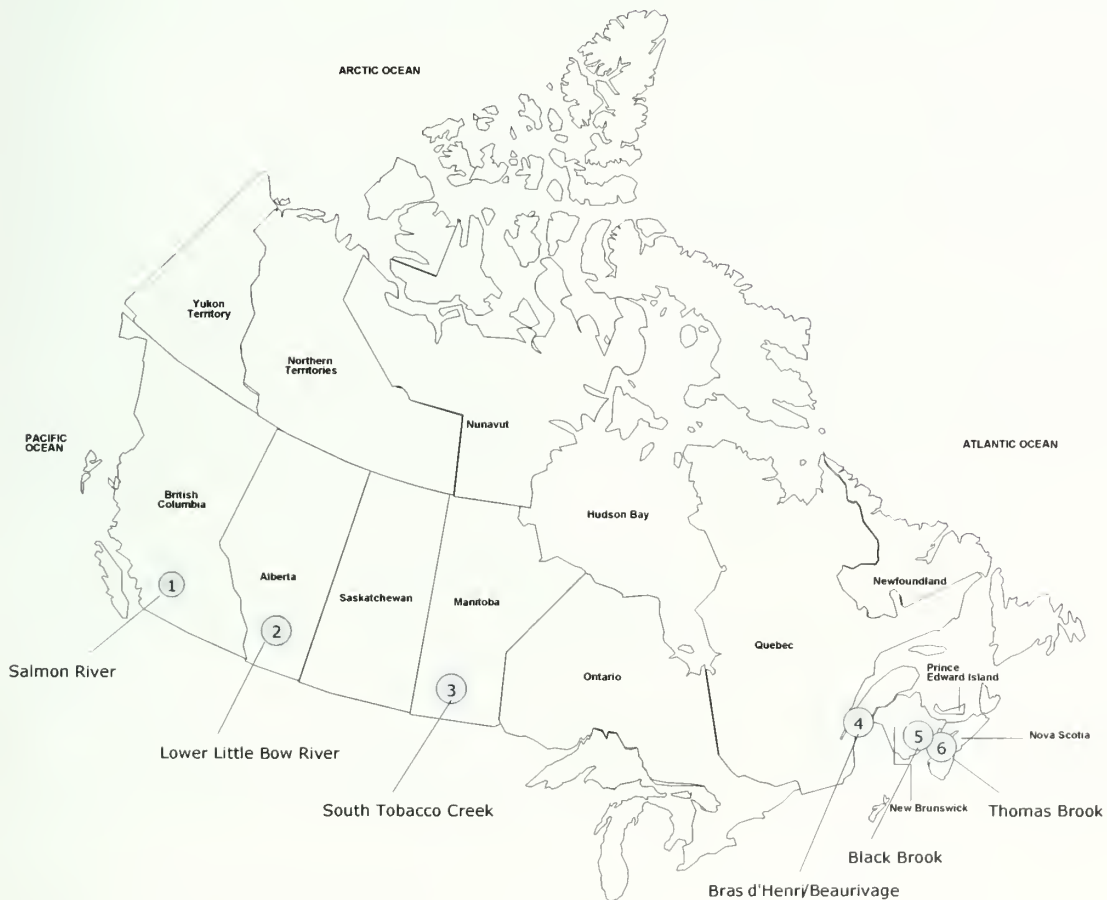 ARCTIC OCEAN
Yukon
Territory
Northern
Territories
Nunavut
PACIFIC
OCEAN
ATLANTIC OCEAN
British
Columbia
Hudson Bay
Alberta
Newfoundland
1
Saskatchewan
Manitoba
2
Quebec
Salmon River
Prince
Edward Island
Ontario
3
4
5
6
Nova Scotia
Lower Little Bow River
South Tobacco Creek
New Brunswick
Thomas Brook
Black Brook
Bras d'Henri/Beaurivage